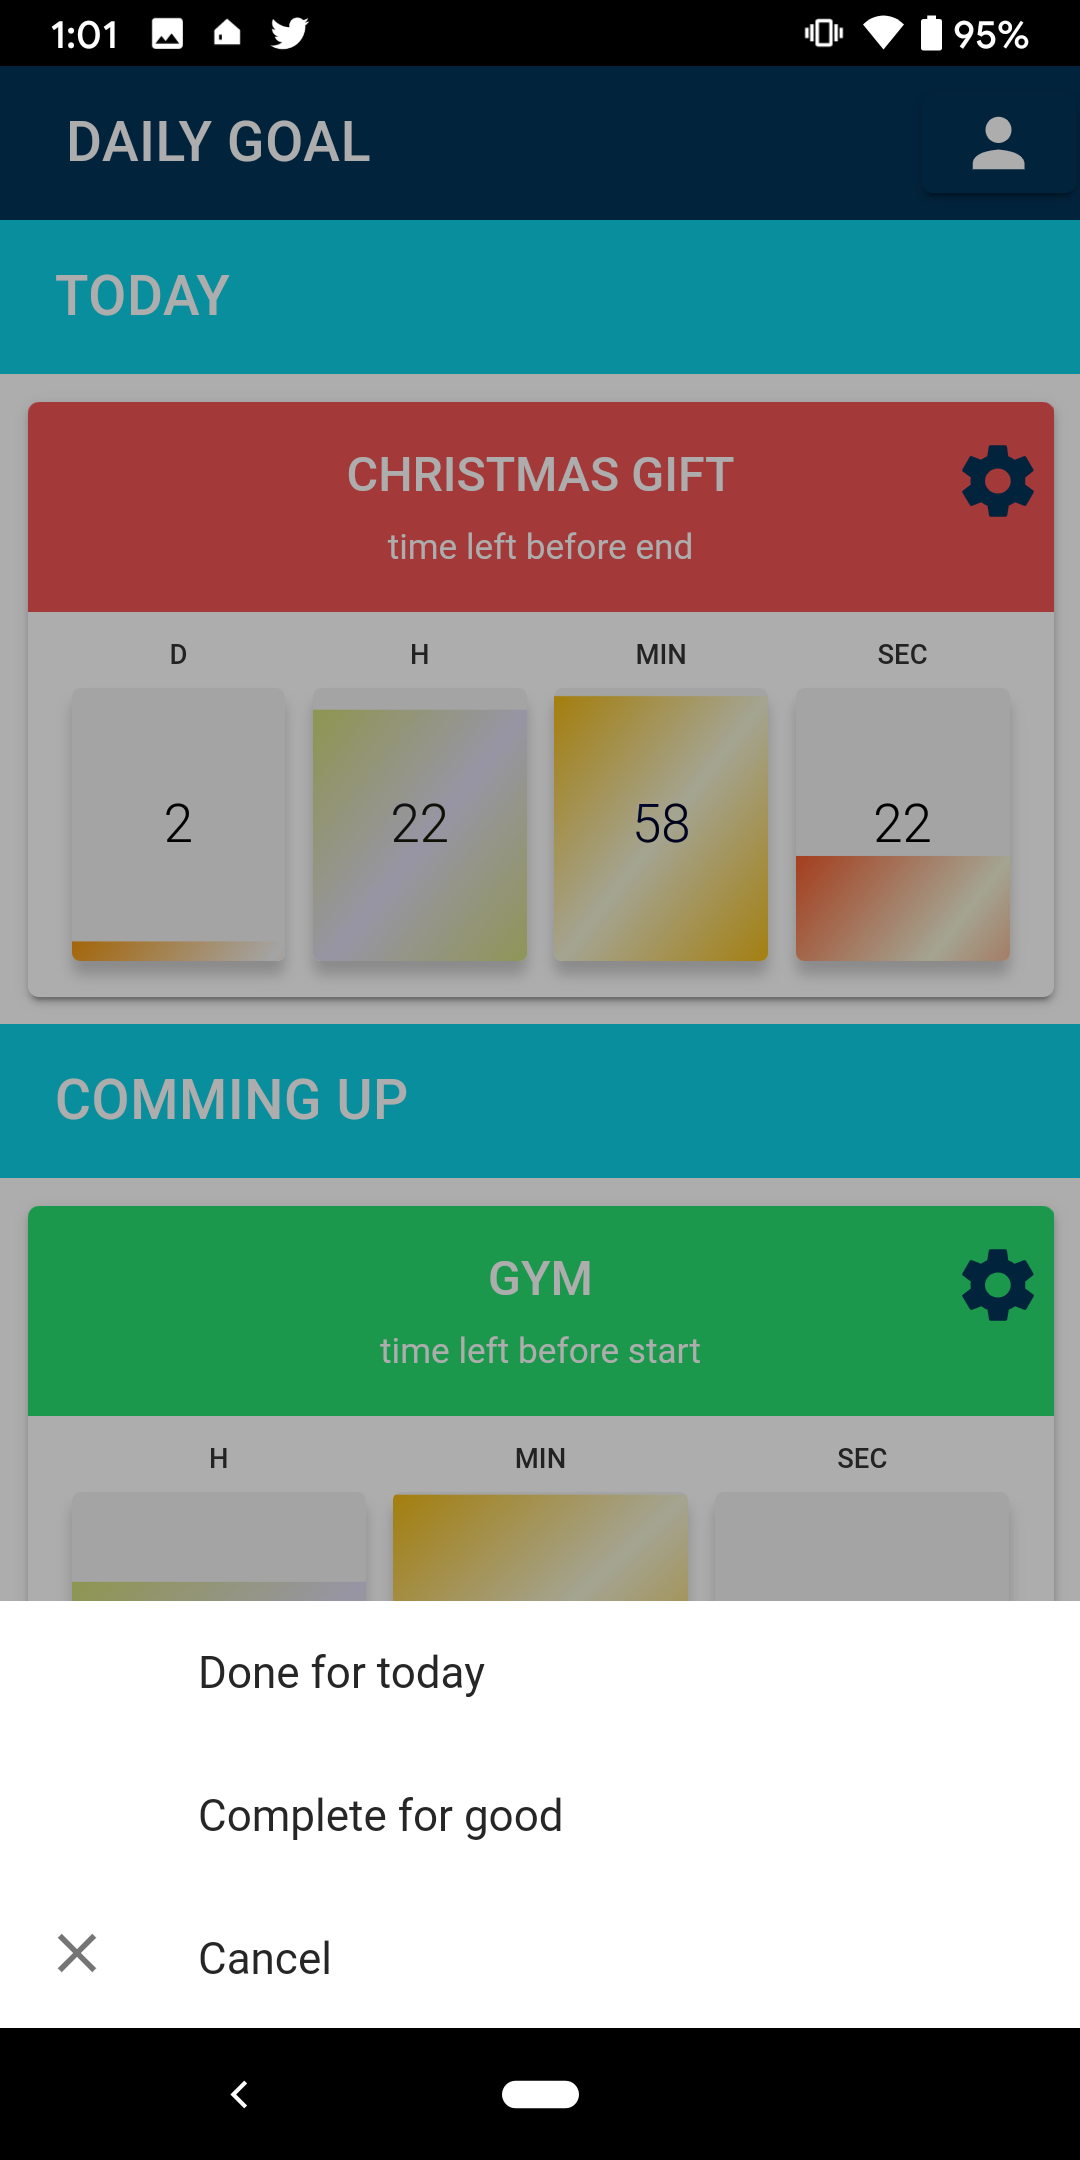 1:01 95%
DAILY GOAL
TODAY
CHRISTMAS GIFT
time left before end
D H MIN SEC
2 22 58 22
COMMING UP
GYM
time left before start
H MIN SEC
Done for today
Complete for good
Cancel